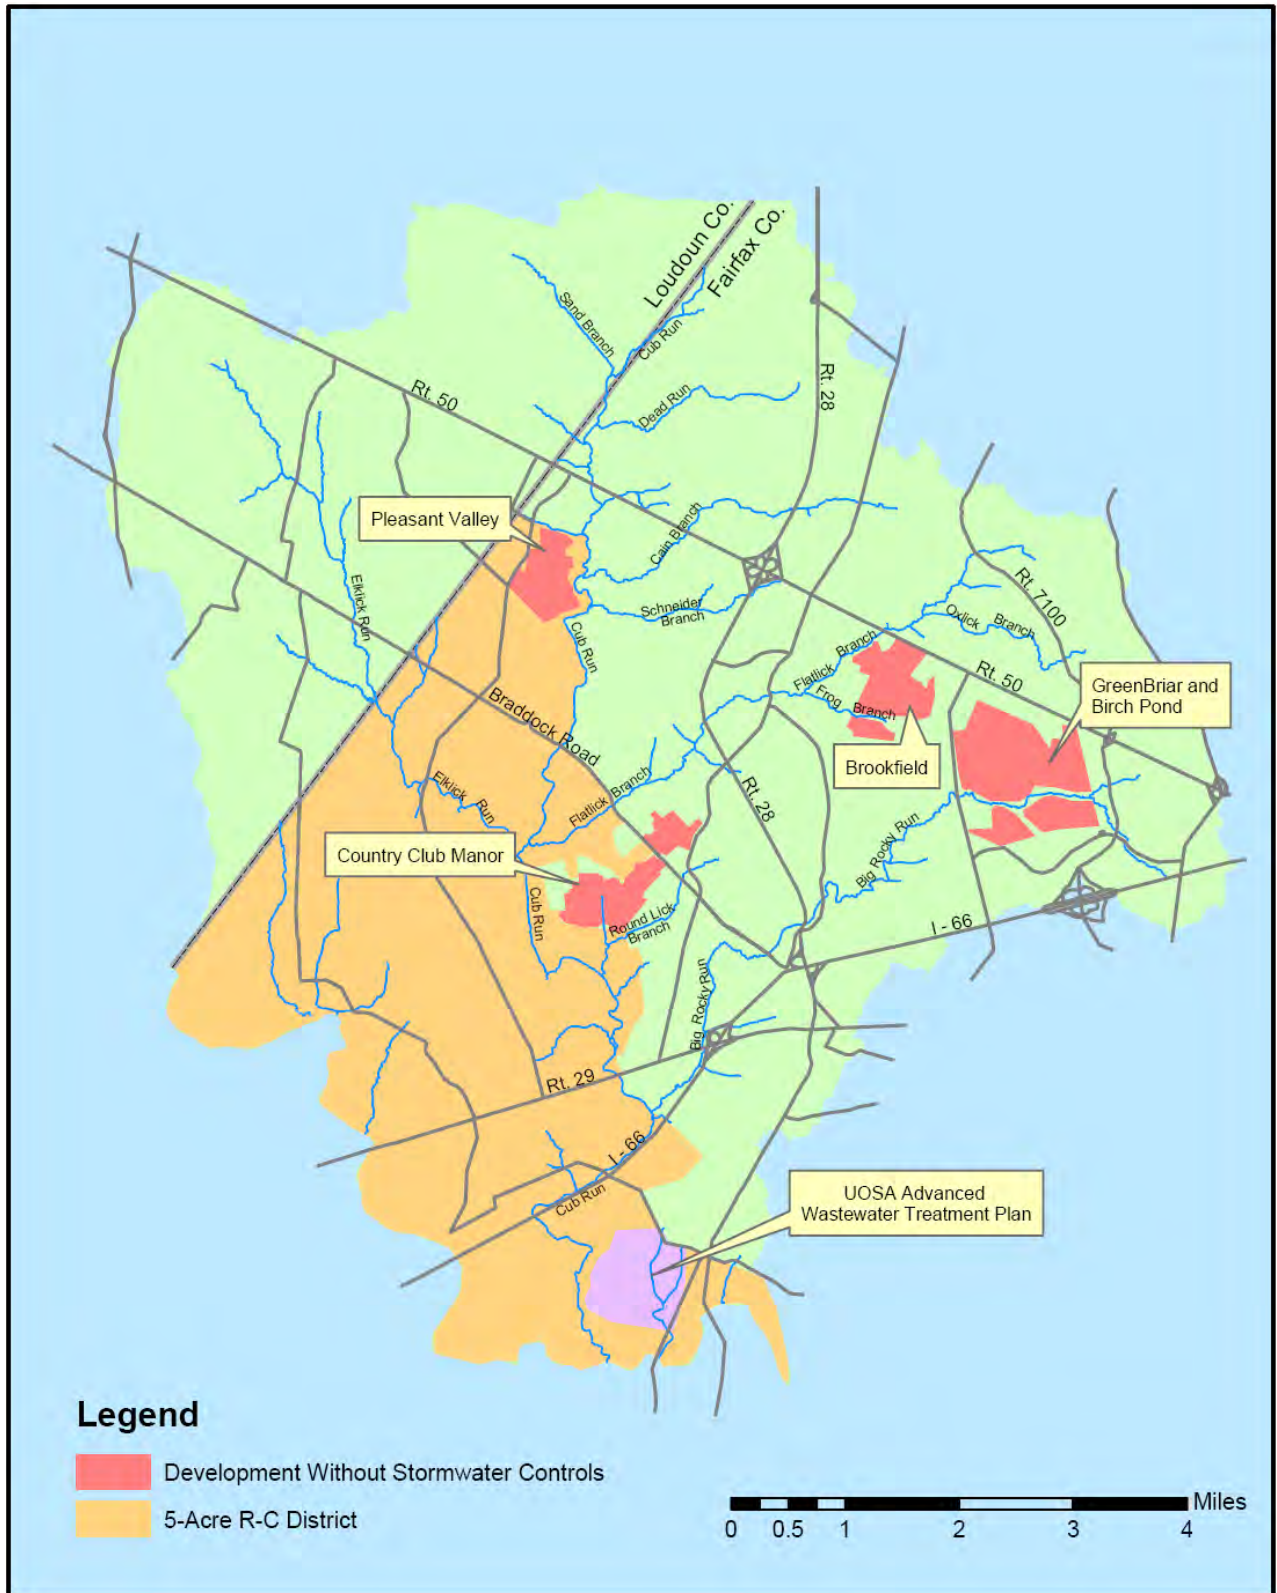 Loudoun Co.
Fairfax Co.
Sand Branch
Cub Run
Rt. 50
Dead Run
Rt. 28
Pleasant Valley
Cain Branch
Elklick Run
Schneider
Branch
Rt. 7100
Oxlick Branch
Cub Run
Flatlick Branch
Rt. 50
GreenBriar and
Birch Pond
Frog Branch
Braddock Road
Brookfield
Elklick Run
Flatlick Branch
Rt. 28
Country Club Manor
Big Rocky Run
Cub Run
Round Lick
Branch
I - 66
Big Rocky Run
Rt. 29
I - 66
UOSA Advanced
Wastewater Treatment Plan
Cub Run
Legend
Development Without Stormwater Controls
5-Acre R-C District
Miles
0 0.5 1 2 3 4